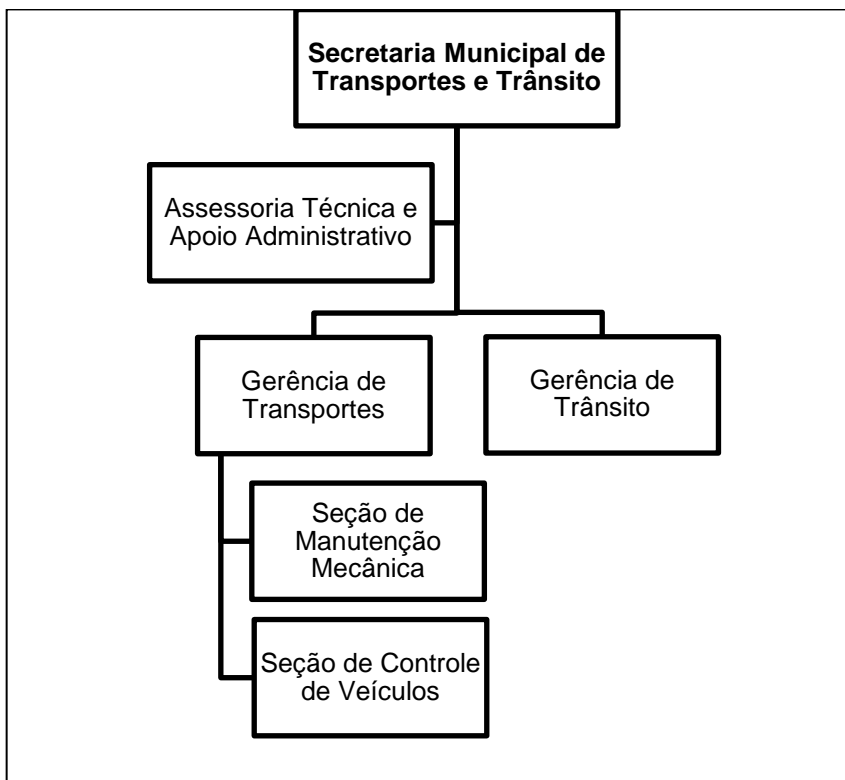 Secretaria Municipal de
Transportes e Trânsito
Assessoria Técnica e
Apoio Administrativo
Gerência de
Transportes
Gerência de
Trânsito
Seção de
Manutenção
Mecânica
Seção de Controle
de Veículos